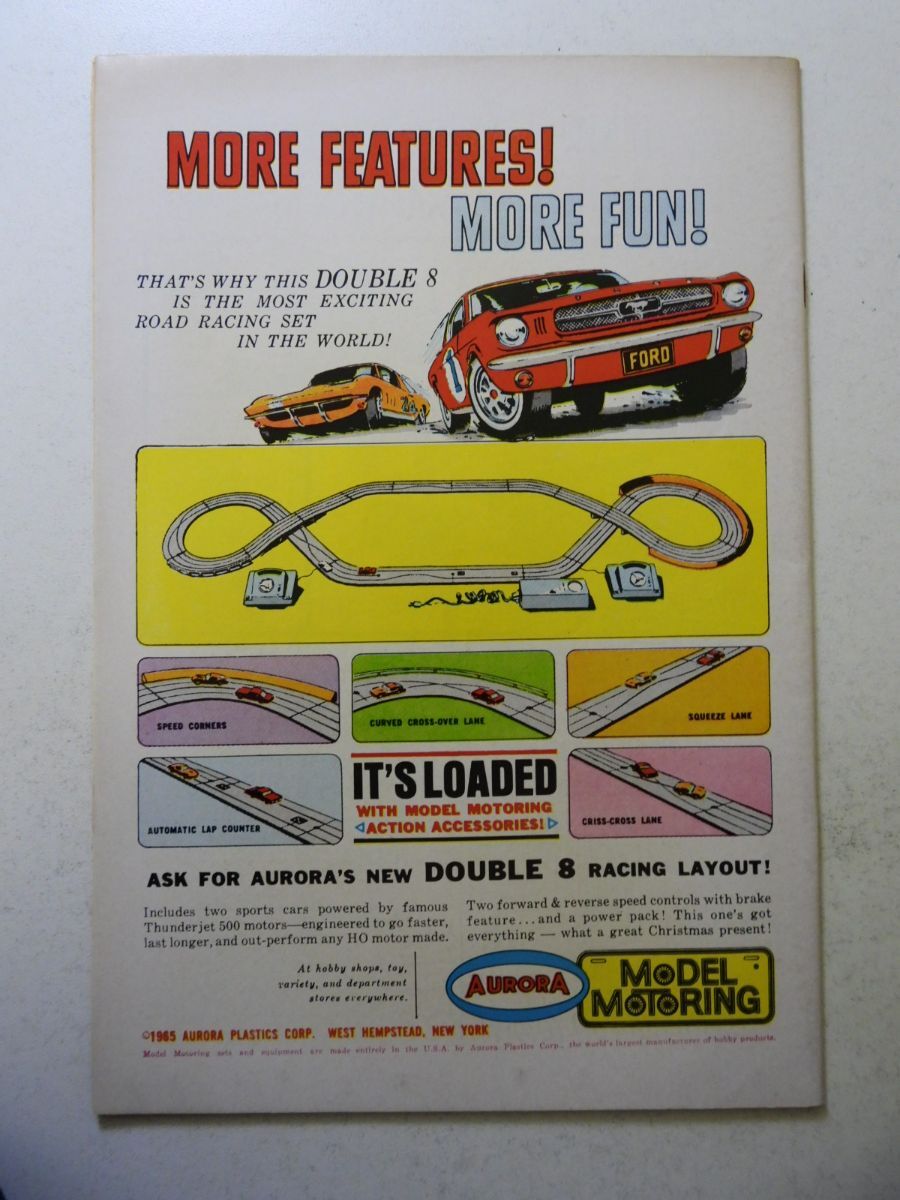 MORE FEATURES!
MORE FUN!
THAT'S WHY THIS DOUBLE 8
IS THE MOST EXCITING
ROAD RACING SET
IN THE WORLD!
FORD
1
SPEED CORNERS
CURVED CROSS-OVER LANE
SQUEEZE LANE
AUTOMATIC LAP COUNTER
IT'S LOADED
WITH MODEL MOTORING
ACTION ACCESSORIES!
CRISS-CROSS LANE
ASK FOR AURORA'S NEW DOUBLE 8 RACING LAYOUT!
Includes two sports cars powered by famous
Thunderjet 500 motors—engineered to go faster,
last longer, and out-perform any HO motor made.
Two forward & reverse speed controls with brake
feature...and a power pack! This one's got
everything — what a great Christmas present!
At hobby shops, toy,
variety, and department
stores everywhere.
AURORA
MODEL
MOTORING
©1965 AURORA PLASTICS CORP. WEST HEMPSTEAD, NEW YORK
Model Motoring sets and equipment are made entirely in the U.S.A. by Aurora Plastics Corp., the world's largest manufacturer of hobby products.